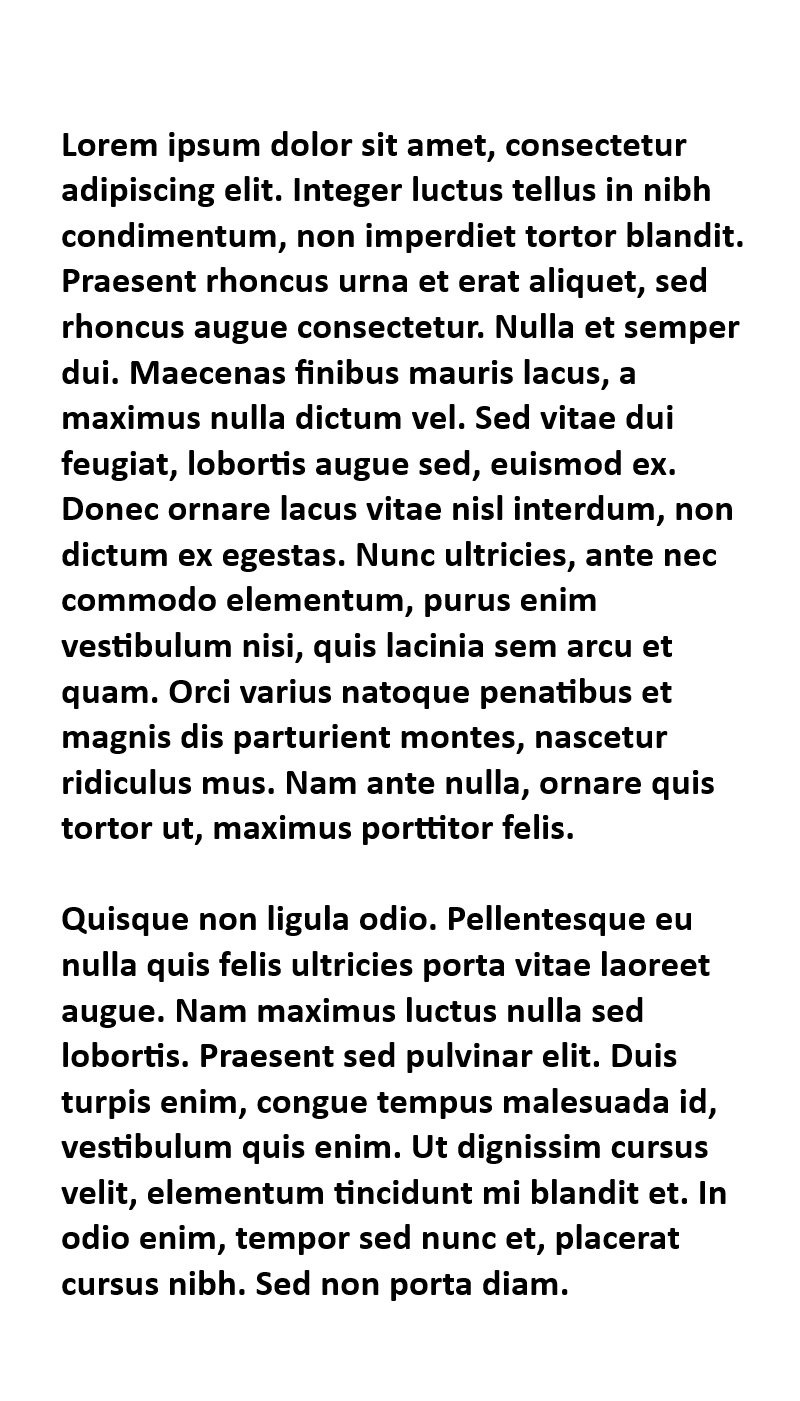 Lorem ipsum dolor sit amet, consectetur
adipiscing elit. Integer luctus tellus in nibh
condimentum, non imperdiet tortor blandit.
Praesent rhoncus urna et erat aliquet, sed
rhoncus augue consectetur. Nulla et semper
dui. Maecenas finibus mauris lacus, a
maximus nulla dictum vel. Sed vitae dui
feugiat, lobortis augue sed, euismod ex.
Donec ornare lacus vitae nisl interdum, non
dictum ex egestas. Nunc ultricies, ante nec
commodo elementum, purus enim
vestibulum nisi, quis lacinia sem arcu et
quam. Orci varius natoque penatibus et
magnis dis parturient montes, nascetur
ridiculus mus. Nam ante nulla, ornare quis
tortor ut, maximus porttitor felis.

Quisque non ligula odio. Pellentesque eu
nulla quis felis ultricies porta vitae laoreet
augue. Nam maximus luctus nulla sed
lobortis. Praesent sed pulvinar elit. Duis
turpis enim, congue tempus malesuada id,
vestibulum quis enim. Ut dignissim cursus
velit, elementum tincidunt mi blandit et. In
odio enim, tempor sed nunc et, placerat
cursus nibh. Sed non porta diam.